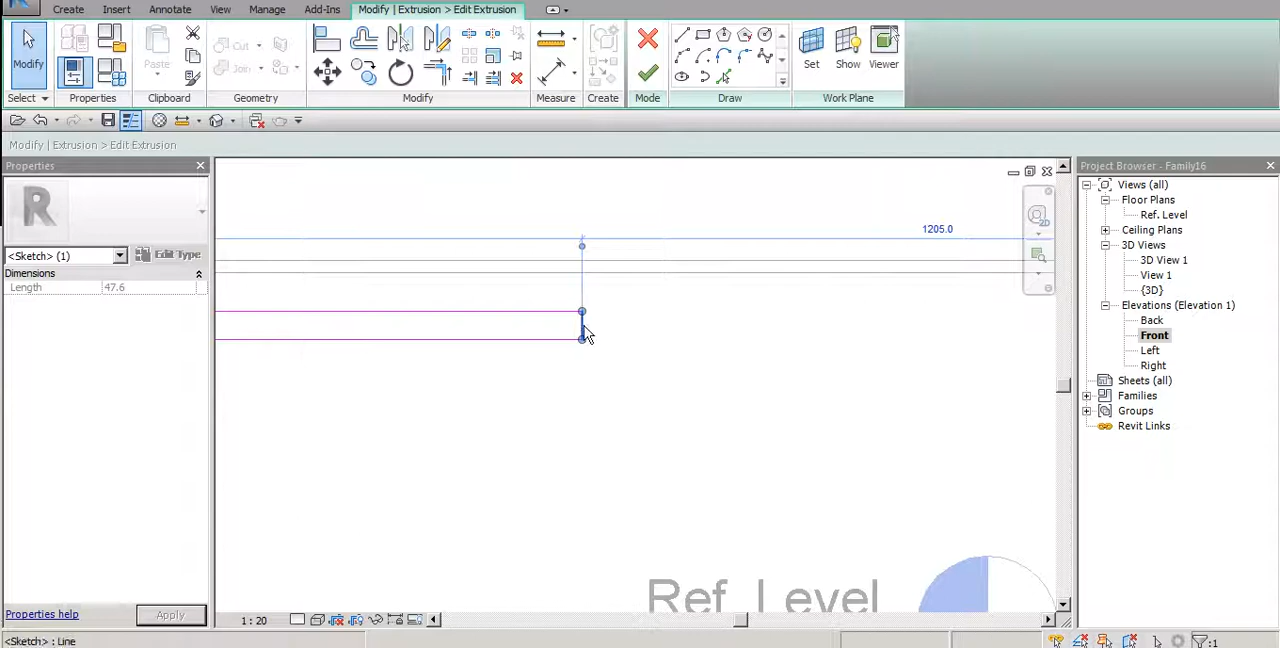 Create Insert Annotate View Manage Add-Ins Modify | Extrusion > Edit Extrusion
Modify Paste Cut Join Set Show Viewer
Select Properties Clipboard Geometry Modify Measure Create Mode Draw Work Plane
Modify | Extrusion > Edit Extrusion
Properties
R
<Sketch> (1) Edit Type
Dimensions
Length 47.6
Properties help Apply
<Sketch> : Line
2D
1205.0
Ref. Level
1 : 20
Project Browser - Family16
Views (all)
Floor Plans
Ref. Level
Ceiling Plans
3D Views
3D View 1
View 1
{3D}
Elevations (Elevation 1)
Back
Front
Left
Right
Sheets (all)
Families
Groups
Revit Links
:1